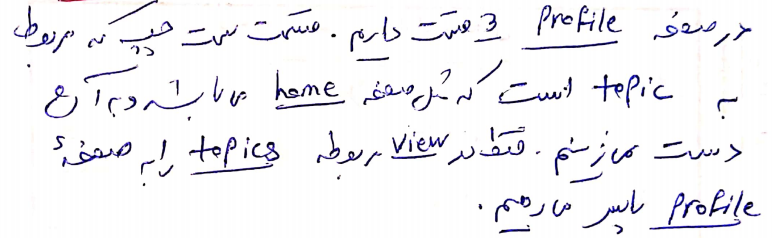 در صفحه Profile 3 قسمت داریم. قسمت سمت چپ که مربوط
به topic است که مثل صفحه home می باشد و به آن
دست نمی زنیم. فقط در view مربوطه topics را به صفحهٔ
Profile پاس می دهیم.